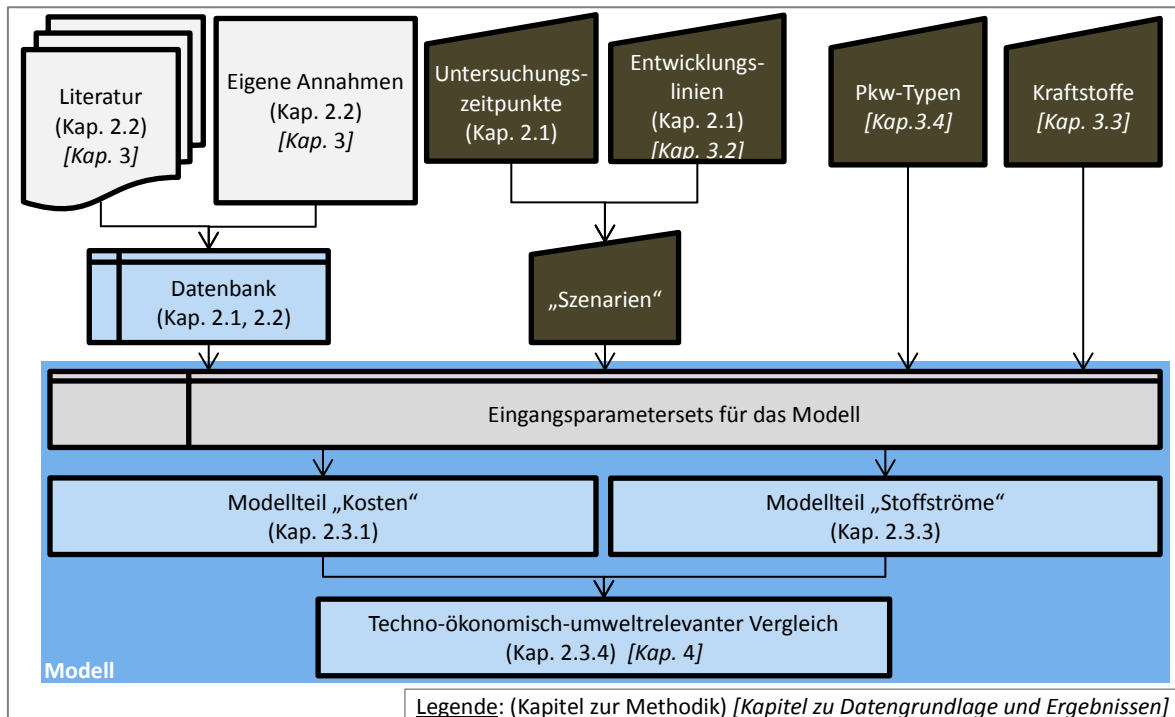 Literatur
(Kap. 2.2)
[Kap. 3]
Eigene Annahmen
(Kap. 2.2)
[Kap. 3]
Untersuchungs-
zeitpunkte
(Kap. 2.1)
Entwicklungs-
linien
(Kap. 2.1)
[Kap. 3.2]
Pkw-Typen
[Kap.3.4]
Kraftstoffe
[Kap. 3.3]
Datenbank
(Kap. 2.1, 2.2)
„Szenarien“
Eingangsparametersets für das Modell
Modellteil „Kosten“
(Kap. 2.3.1)
Modellteil „Stoffströme“
(Kap. 2.3.3)
Techno-ökonomisch-umweltrelevanter Vergleich
(Kap. 2.3.4) [Kap. 4]
Modell
Legende: (Kapitel zur Methodik) [Kapitel zu Datengrundlage und Ergebnissen]